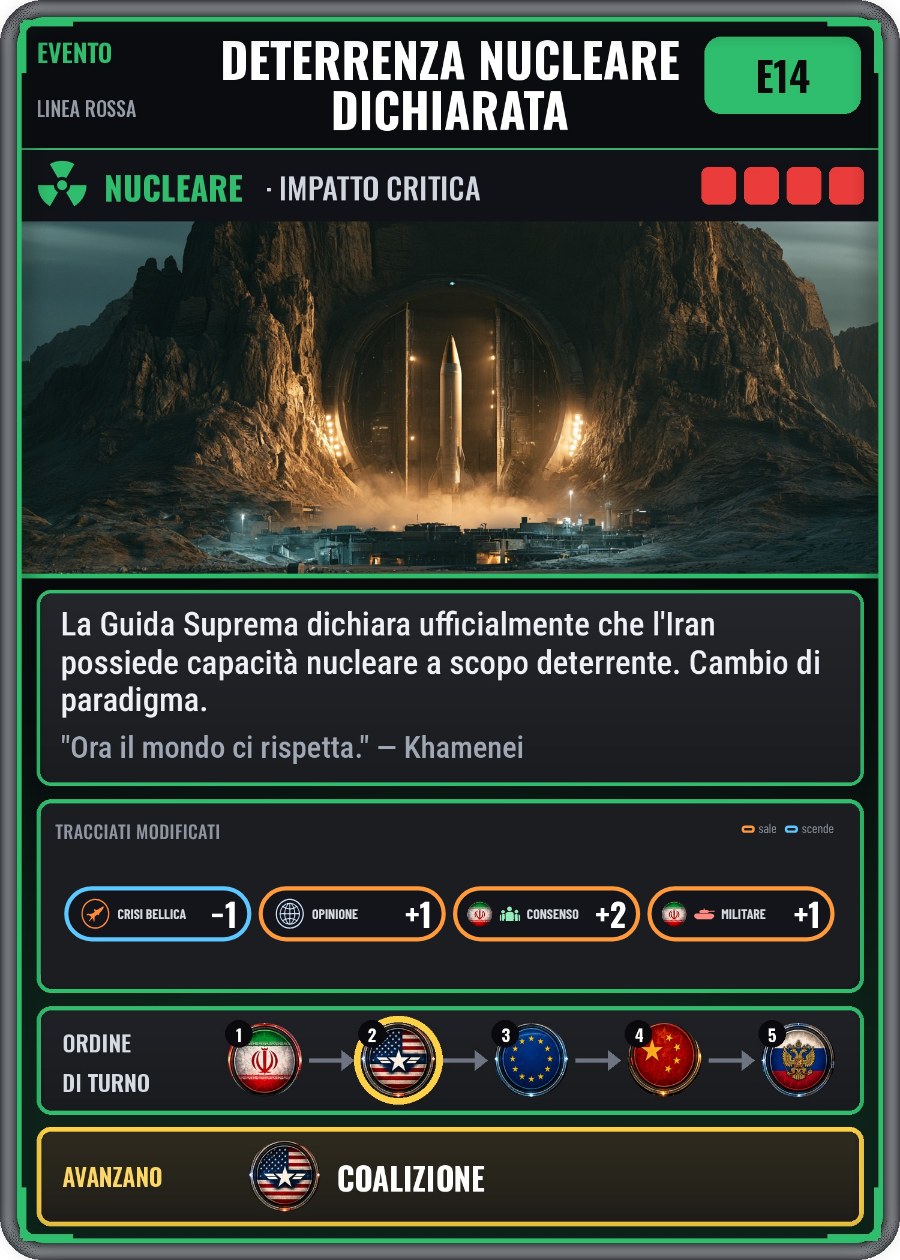 EVENTO
LINEA ROSSA
DETERRENZA NUCLEARE
DICHIARATA
E14
NUCLEARE · IMPATTO CRITICA
La Guida Suprema dichiara ufficialmente che l'Iran
possiede capacità nucleare a scopo deterrente. Cambio di
paradigma.
"Ora il mondo ci rispetta." — Khamenei
TRACCIATI MODIFICATI
sale scende
CRISI BELLICA -1
OPINIONE +1
CONSENSO +2
MILITARE +1
ORDINE
DI TURNO
1
2
3
4
5
AVANZANO
COALIZIONE